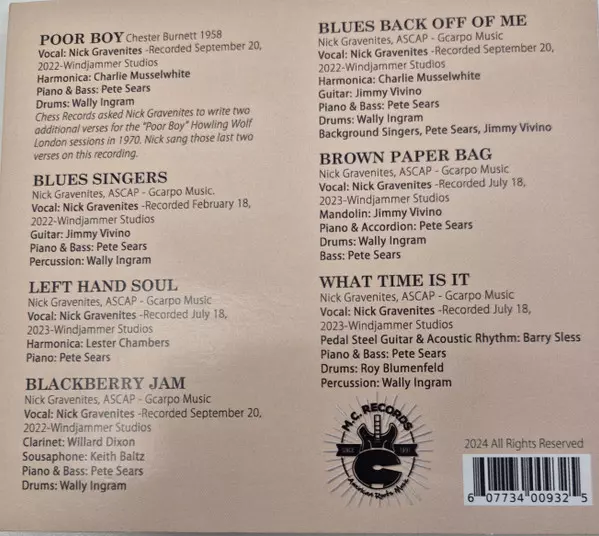 POOR BOY Chester Burnett 1958
Vocal: Nick Gravenites -Recorded September 20,
2022-Windjammer Studios
Harmonica: Charlie Musselwhite
Piano & Bass: Pete Sears
Drums: Wally Ingram
Chess Records asked Nick Gravenites to write two
additional verses for the "Poor Boy" Howling Wolf
London sessions in 1970. Nick sang those last two
verses on this recording.
BLUES SINGERS
Nick Gravenites, ASCAP - Gcarpo Music.
Vocal: Nick Gravenites -Recorded February 18,
2022-Windjammer Studios
Guitar: Jimmy Vivino
Piano & Bass: Pete Sears
Percussion: Wally Ingram
LEFT HAND SOUL
Nick Gravenites, ASCAP - Gcarpo Music
Vocal: Nick Gravenites -Recorded July 18,
2023-Windjammer Studios
Harmonica: Lester Chambers
Piano: Pete Sears
BLACKBERRY JAM
Nick Gravenites, ASCAP - Gcarpo Music
Vocal: Nick Gravenites -Recorded September 20,
2022-Windjammer Studios
Clarinet: Willard Dixon
Sousaphone: Keith Baltz
Piano & Bass: Pete Sears
Drums: Wally Ingram
BLUES BACK OFF OF ME
Nick Gravenites, ASCAP - Gcarpo Music
Vocal: Nick Gravenites -Recorded September 20,
2022-Windjammer Studios
Harmonica: Charlie Musselwhite
Guitar: Jimmy Vivino
Piano & Bass: Pete Sears
Drums: Wally Ingram
Background Singers, Pete Sears, Jimmy Vivino
BROWN PAPER BAG
Nick Gravenites, ASCAP - Gcarpo Music
Vocal: Nick Gravenites -Recorded July 18,
2023-Windjammer Studios
Mandolin: Jimmy Vivino
Piano & Accordion: Pete Sears
Drums: Wally Ingram
Bass: Pete Sears
WHAT TIME IS IT
Nick Gravenites, ASCAP - Gcarpo Music
Vocal: Nick Gravenites -Recorded July 18,
2023-Windjammer Studios
Pedal Steel Guitar & Acoustic Rhythm: Barry Sless
Piano & Bass: Pete Sears
Drums: Roy Blumenfeld
Percussion: Wally Ingram
M.C. RECORDS
SINCE 1991
American Roots Music
2024 All Rights Reserved
6 07734 00932 5